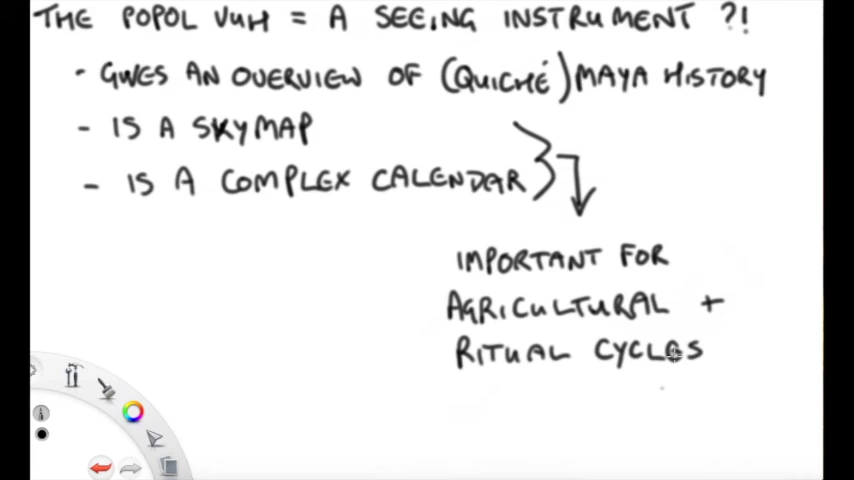 THE POPOL VUH = A SEEING INSTRUMENT ?!
- GIVES AN OVERVIEW OF (QUICHÉ) MAYA HISTORY
- IS A SKYMAP
- IS A COMPLEX CALENDAR
IMPORTANT FOR
AGRICULTURAL +
RITUAL CYCLES